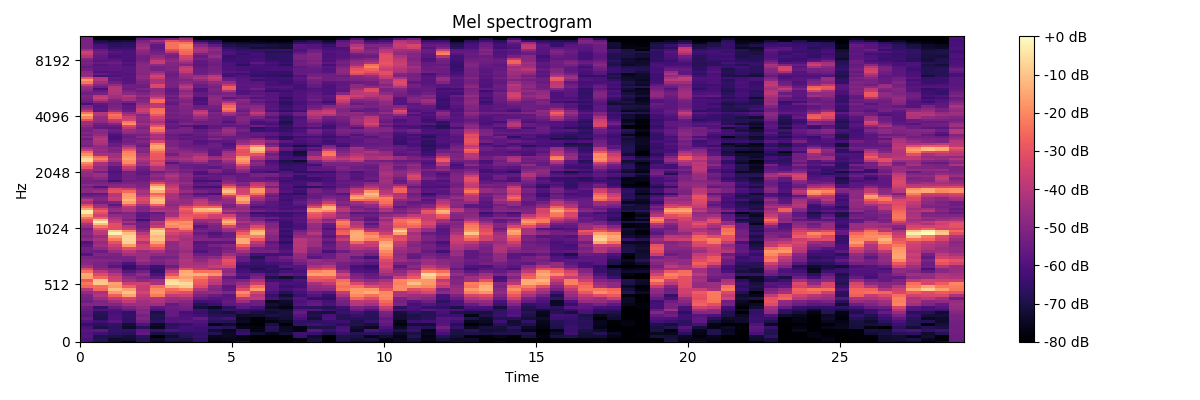 Mel spectrogram
8192
4096
2048
1024
512
0
Hz
0 5 10 15 20 25
Time
+0 dB
-10 dB
-20 dB
-30 dB
-40 dB
-50 dB
-60 dB
-70 dB
-80 dB